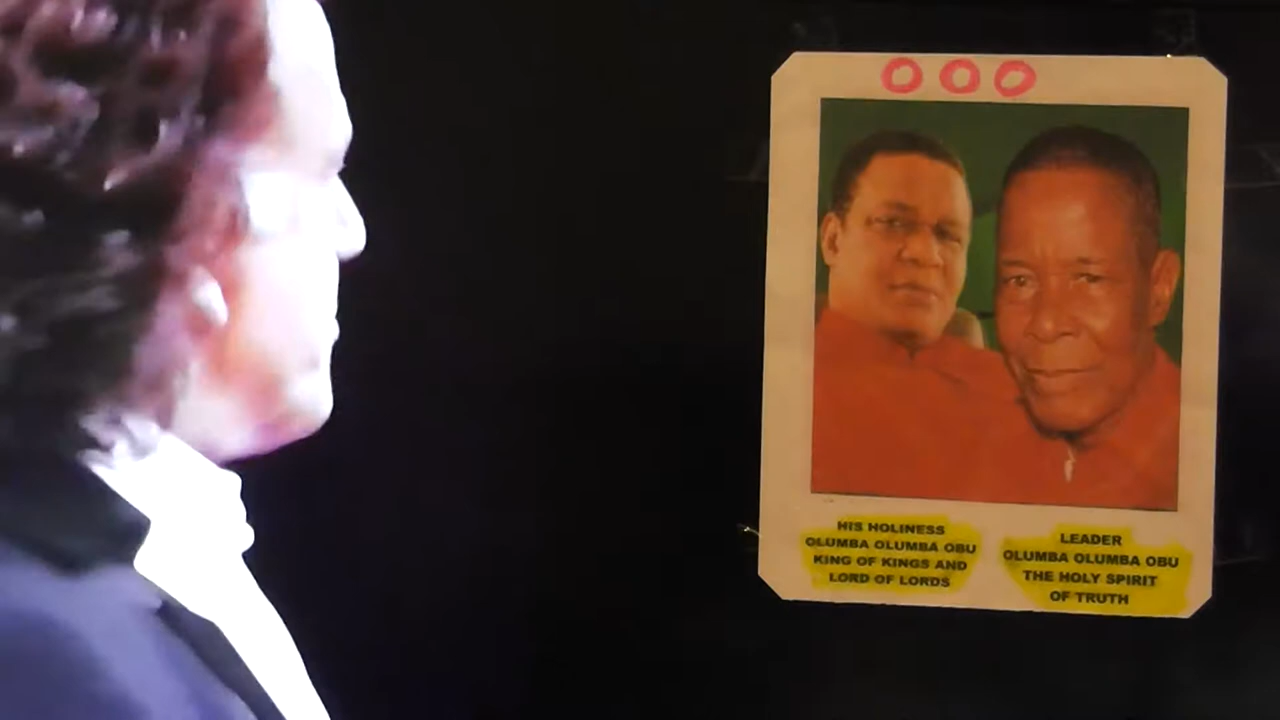 OOO
HIS HOLINESS
OLUMBA OLUMBA OBU
KING OF KINGS AND
LORD OF LORDS
LEADER
OLUMBA OLUMBA OBU
THE HOLY SPIRIT
OF TRUTH